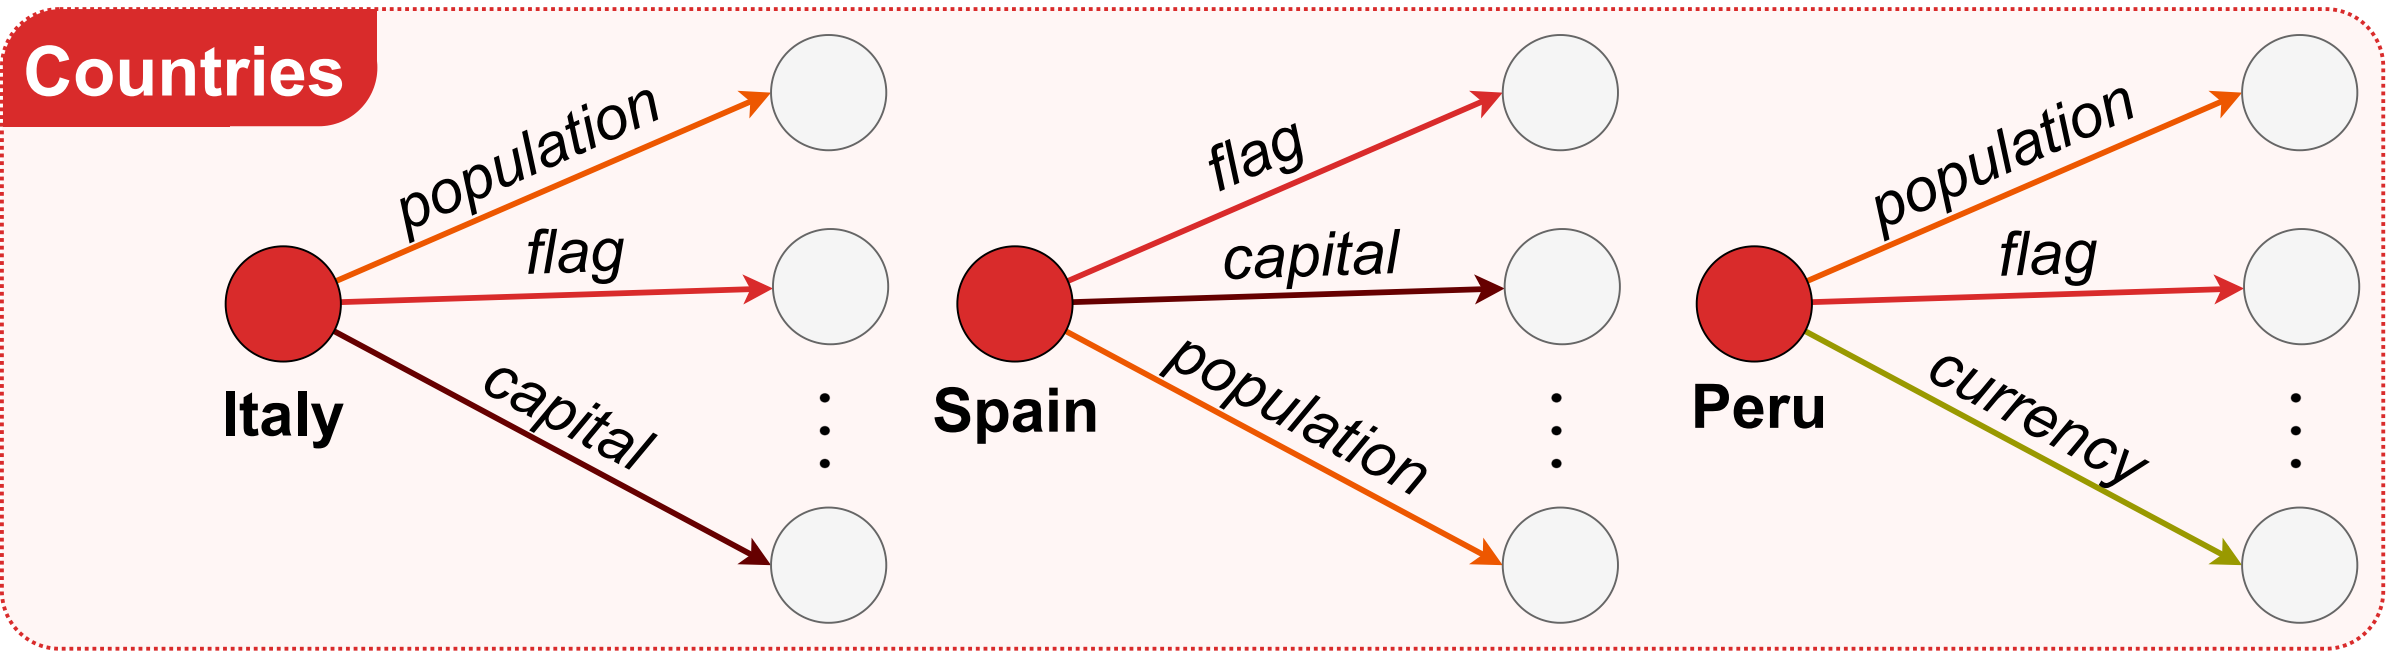 Countries
population
flag
capital
Italy
flag
capital
population
Spain
population
flag
currency
Peru